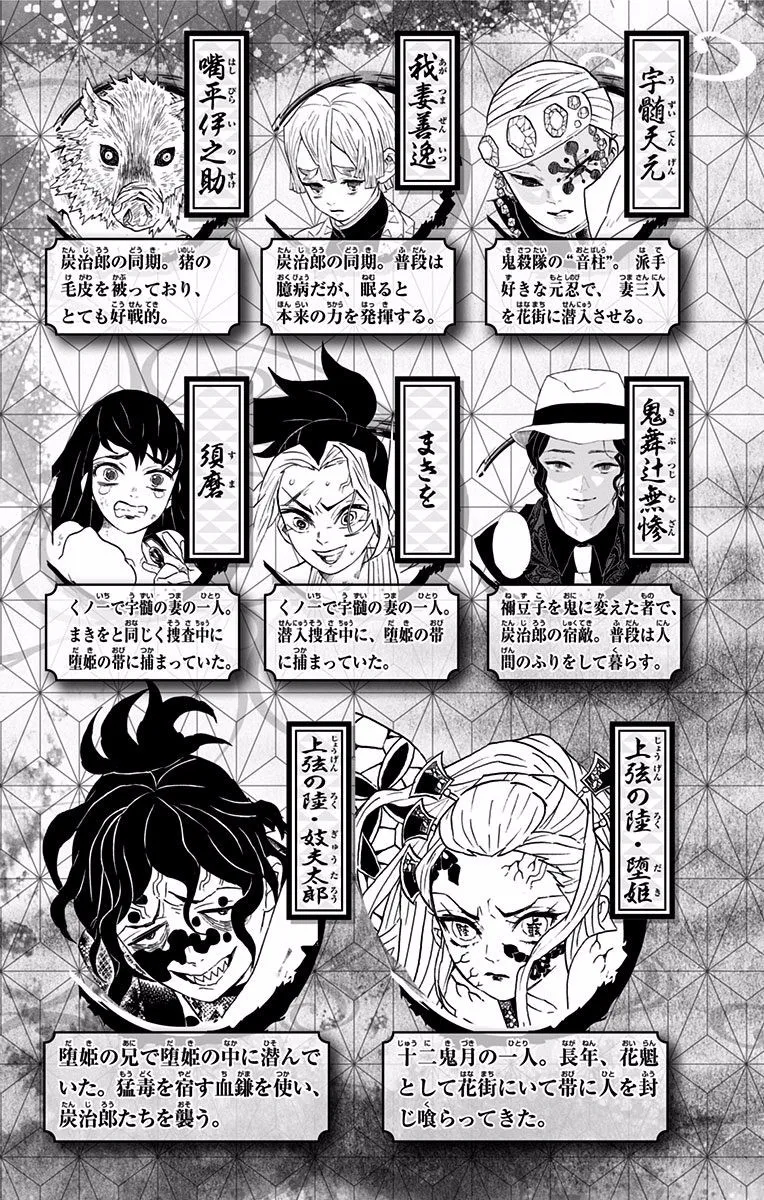 宇髄天元
鬼殺隊の“音柱”。派手
好きな元忍で、妻三人
を花街に潜入させる。
我妻善逸
炭治郎の同期。普段は
臆病だが、眠ると
本来の力を発揮する。
嘴平伊之助
炭治郎の同期。猪の
毛皮を被っており、
とても好戦的。
鬼舞辻無惨
禰豆子を鬼に変えた者で、
炭治郎の宿敵。普段は人
間のふりをして暮らす。
まきを
くノ一で宇髄の妻の一人。
潜入捜査中に、堕姫の帯
に捕まっていた。
須磨
くノ一で宇髄の妻の一人。
まきをと同じく捜査中に
堕姫の帯に捕まっていた。
上弦の陸・堕姫
十二鬼月の一人。長年、花魁
として花街にいて帯に人を封
じ喰らってきた。
上弦の陸・妓夫太郎
堕姫の兄で堕姫の中に潜んで
いた。猛毒を宿す血鎌を使い、
炭治郎たちを襲う。